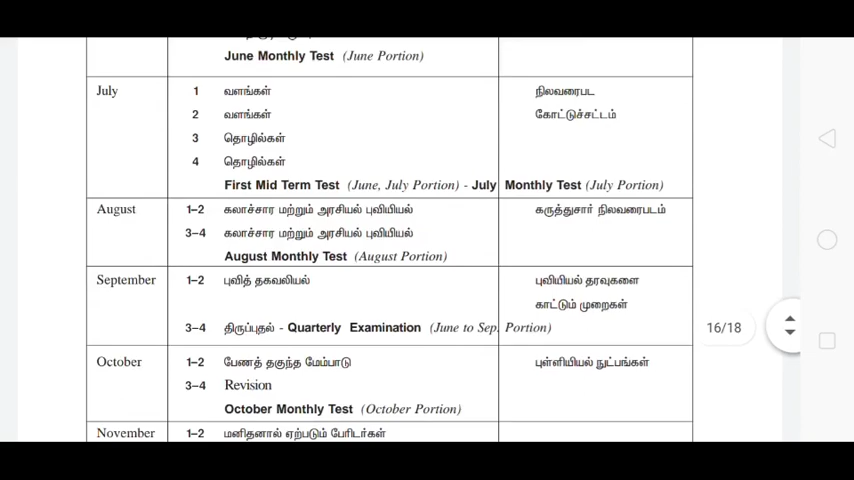 June Monthly Test (June Portion)
July 1 வளங்கள் நிலவரைபட
2 வளங்கள் கோட்டுச்சட்டம்
3 தொழில்கள்
4 தொழில்கள்
First Mid Term Test (June, July Portion) - July Monthly Test (July Portion)
August 1–2 கலாச்சார மற்றும் அரசியல் புவியியல் கருத்துசார் நிலவரைபடம்
3–4 கலாச்சார மற்றும் அரசியல் புவியியல்
August Monthly Test (August Portion)
September 1–2 புவித் தகவலியல் புவியியல் தரவுகளை
காட்டும் முறைகள்
3–4 திருப்புதல் - Quarterly Examination (June to Sep. Portion)
16/18
October 1–2 பேணத் தகுந்த மேம்பாடு புள்ளியியல் நுட்பங்கள்
3–4 Revision
October Monthly Test (October Portion)
November 1–2 மனிதனால் ஏற்படும் பேரிடர்கள்